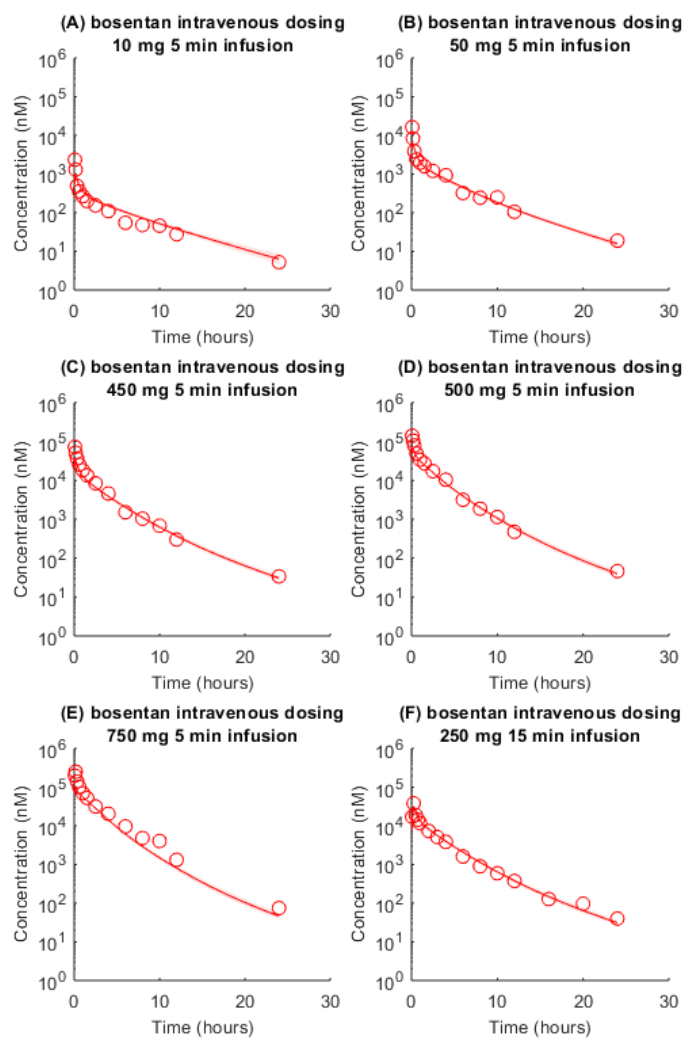 (A) bosentan intravenous dosing
10 mg 5 min infusion
Concentration (nM)
10^6
10^5
10^4
10^3
10^2
10^1
10^0
0
10
20
30
Time (hours)
(B) bosentan intravenous dosing
50 mg 5 min infusion
Concentration (nM)
10^6
10^4
10^3
10^2
10^1
10^0
0
10
20
30
Time (hours)
(C) bosentan intravenous dosing
450 mg 5 min infusion
Concentration (nM)
10^6
10^5
10^4
10^3
10^2
10^1
10^0
0
10
20
30
Time (hours)
(D) bosentan intravenous dosing
500 mg 5 min infusion
Concentration (nM)
10^6
10^5
10^4
10^3
10^2
10^1
10^0
0
10
20
30
Time (hours)
(E) bosentan intravenous dosing
750 mg 5 min infusion
Concentration (nM)
10^6
10^5
10^4
10^3
10^2
10^1
10^0
0
10
20
30
Time (hours)
(F) bosentan intravenous dosing
250 mg 15 min infusion
Concentration (nM)
10^6
10^5
10^4
10^3
10^2
10^1
10^0
0
10
20
30
Time (hours)